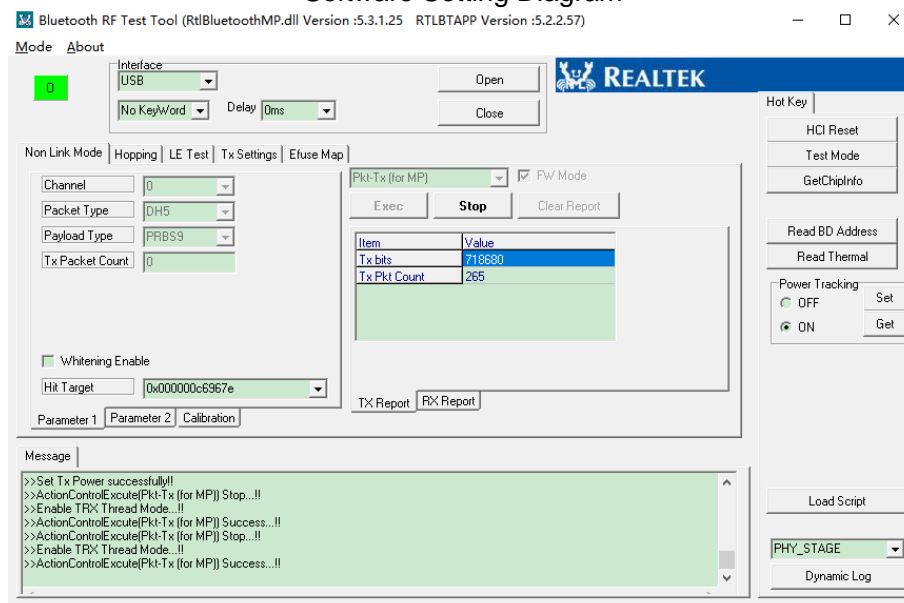 Software Setting Diagram
Bluetooth RF Test Tool (RtlBluetoothMP.dll Version :5.3.1.25 RTLBTAPP Version :5.2.2.57)
Mode About
0
Interface
USB
Open
No KeyWord
Delay
0ms
Close
REALTEK
Hot Key
HCI Reset
Test Mode
GetChipInfo
Read BD Address
Read Thermal
Power Tracking
OFF
Set
ON
Get
Load Script
PHY_STAGE
Dynamic Log
Non Link Mode Hopping LE Test Tx Settings Efuse Map
Channel 0
Packet Type DH5
Payload Type PRBS9
Tx Packet Count 0
Whitening Enable
Hit Target 0x000000c6967e
Parameter 1 Parameter 2 Calibration
Pkt-Tx (for MP) FW Mode
Exec Stop Clear Report
Item Value
Tx bits 718680
Tx Pkt Count 265
TX Report RX Report
Message
>>Set Tx Power successfully!!
>>ActionControlExcute(Pkt-Tx (for MP)) Stop...!!
>>Enable TRX Thread Mode...!!
>>ActionControlExcute(Pkt-Tx (for MP)) Success...!!
>>ActionControlExcute(Pkt-Tx (for MP)) Stop...!!
>>Enable TRX Thread Mode...!!
>>ActionControlExcute(Pkt-Tx (for MP)) Success...!!